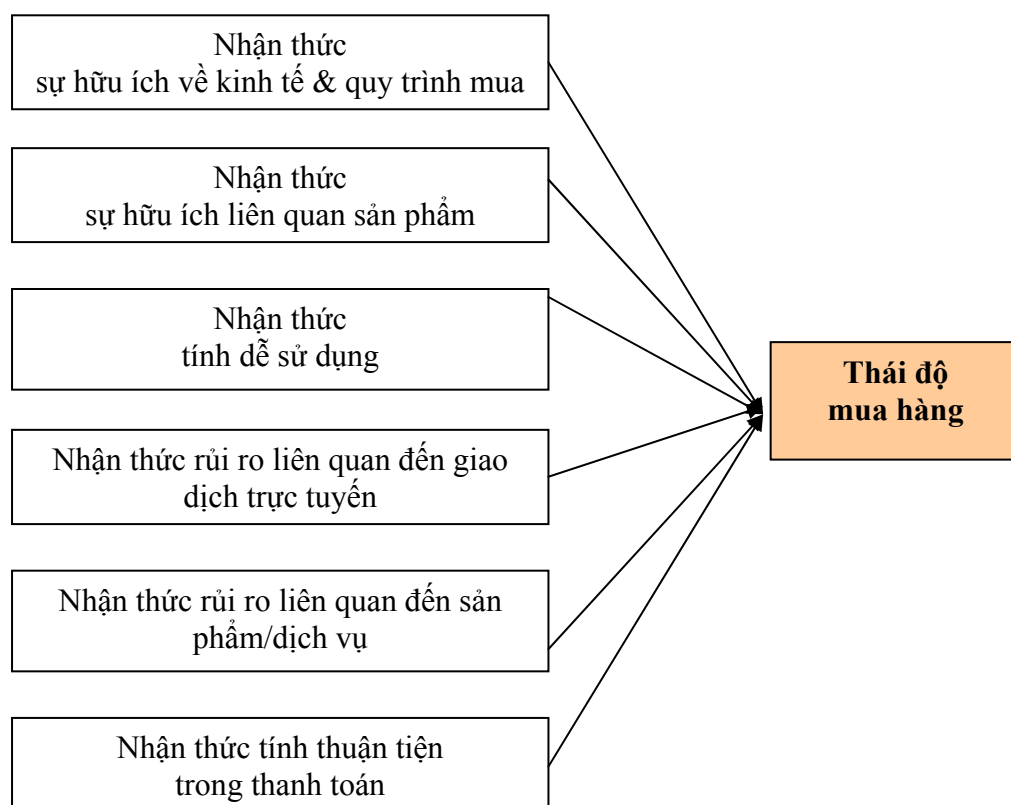 Nhận thức
sự hữu ích về kinh tế & quy trình mua
Nhận thức
sự hữu ích liên quan sản phẩm
Nhận thức
tính dễ sử dụng
Thái độ
mua hàng
Nhận thức rủi ro liên quan đến giao
dịch trực tuyến
Nhận thức rủi ro liên quan đến sản
phẩm/dịch vụ
Nhận thức tính thuận tiện
trong thanh toán